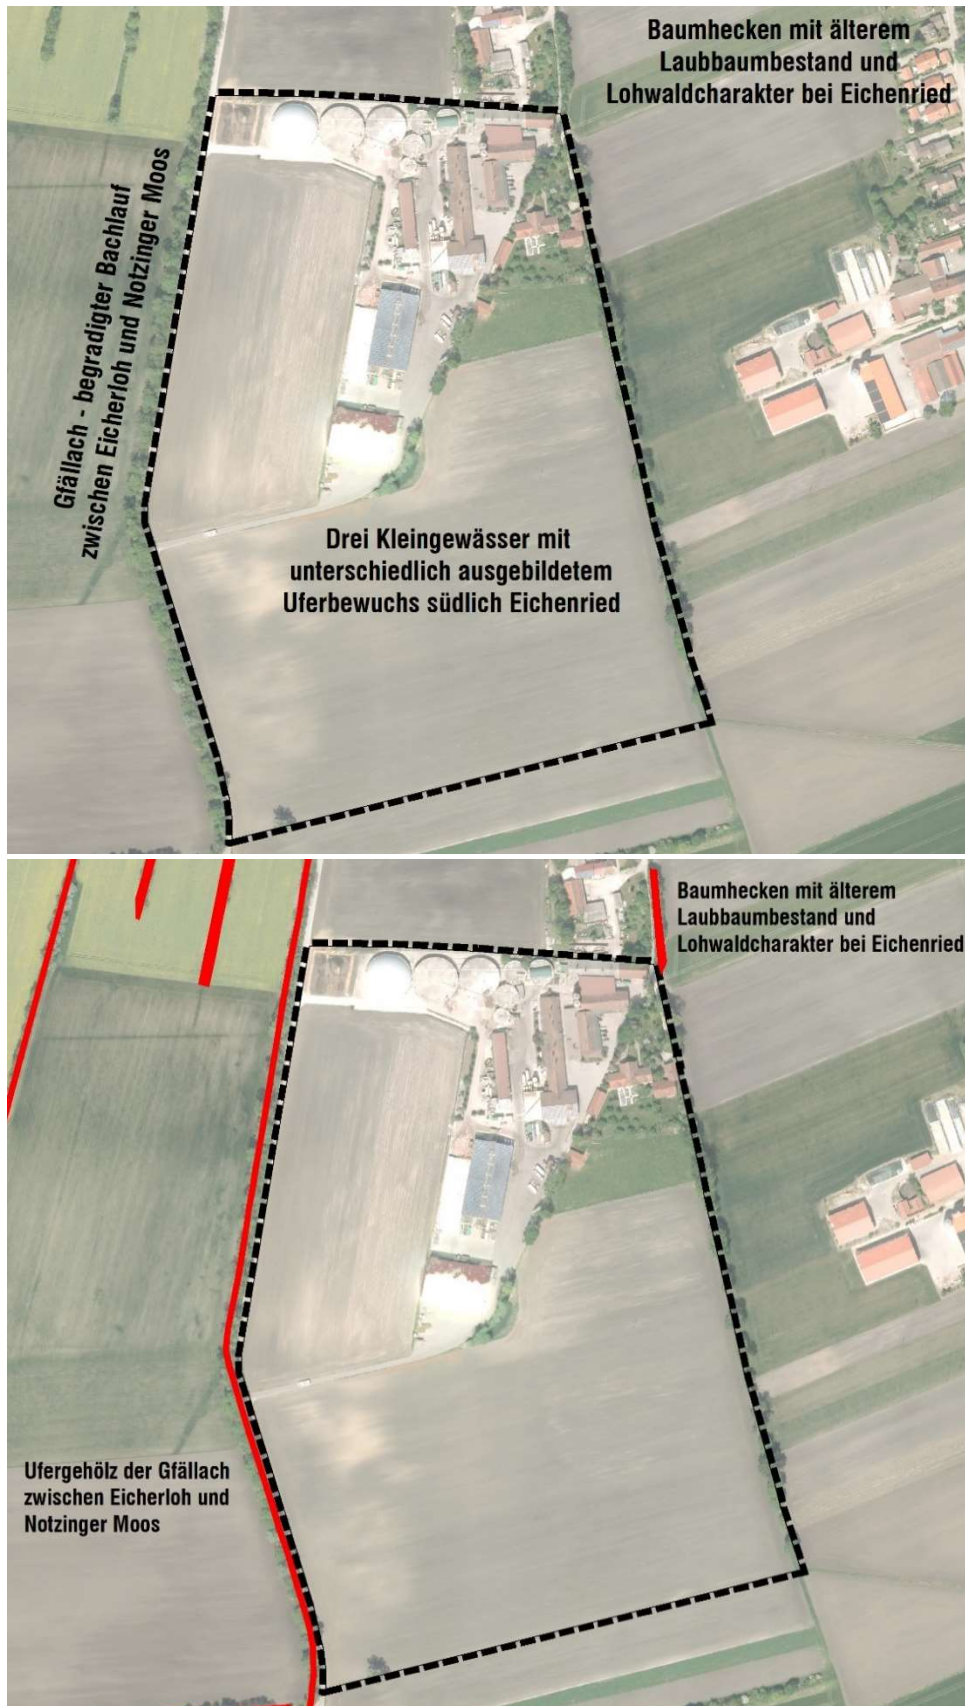 Baumhecken mit älterem
Laubbaumbestand und
Lohwaldcharakter bei Eichenried
Gfällach - begradigter Bachlauf
zwischen Eicherloh und Notzinger Moos
Drei Kleingewässer mit
unterschiedlich ausgebildetem
Uferbewuchs südlich Eichenried
Baumhecken mit älterem
Laubbaumbestand und
Lohwaldcharakter bei Eichenried
Ufergehölz der Gfällach
zwischen Eicherloh und
Notzinger Moos